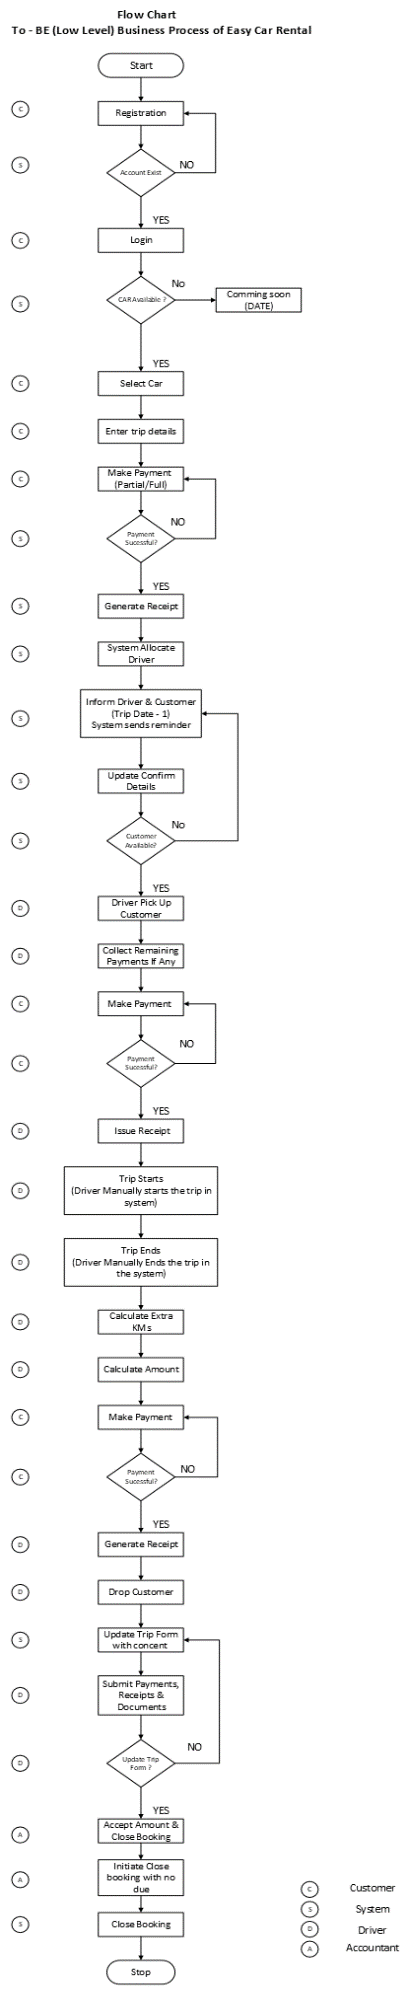 Flow Chart
To - BE (Low Level) Business Process of Easy Car Rental
Start
C
Registration
S
Account Exist
NO
YES
C
Login
S
CAR Available ?
No
Comming soon
(DATE)
YES
C
Select Car
C
Enter trip details
C
Make Payment
(Partial/Full)
S
Payment
Sucessful?
NO
YES
S
Generate Receipt
S
System Allocate
Driver
S
Inform Driver & Customer
(Trip Date - 1)
System sends reminder
S
Update Confirm
Details
S
Customer
Available?
No
YES
D
Driver Pick Up
Customer
D
Collect Remaining
Payments If Any
C
Make Payment
C
Payment
Sucessful?
NO
YES
D
Issue Receipt
D
Trip Starts
(Driver Manually starts the trip in
system)
D
Trip Ends
(Driver Manually Ends the trip in
the system)
D
Calculate Extra
KMs
D
Calculate Amount
C
Make Payment
C
Payment
Sucessful?
NO
YES
D
Generate Receipt
D
Drop Customer
S
Update Trip Form
with concent
D
Submit Payments,
Receipts &
Documents
D
Update Trip
Form ?
NO
YES
A
Accept Amount &
Close Booking
A
Initiate Close
booking with no
due
S
Close Booking
Stop
C Customer
S System
D Driver
A Accountant